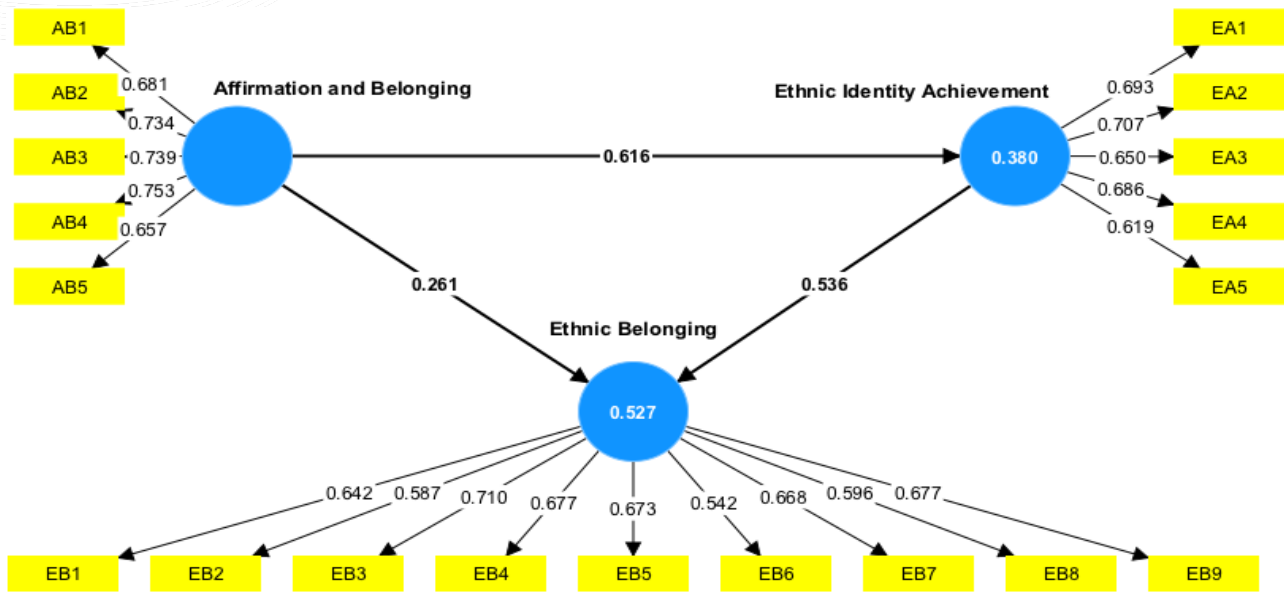 AB1
AB2
AB3
AB4
AB5
0.681
0.734
0.739
0.753
0.657
Affirmation and Belonging
0.616
Ethnic Identity Achievement
0.380
0.693
0.707
0.650
0.686
0.619
EA1
EA2
EA3
EA4
EA5
0.261
0.536
Ethnic Belonging
0.527
0.642
0.587
0.710
0.677
0.673
0.542
0.668
0.596
0.677
EB1
EB2
EB3
EB4
EB5
EB6
EB7
EB8
EB9